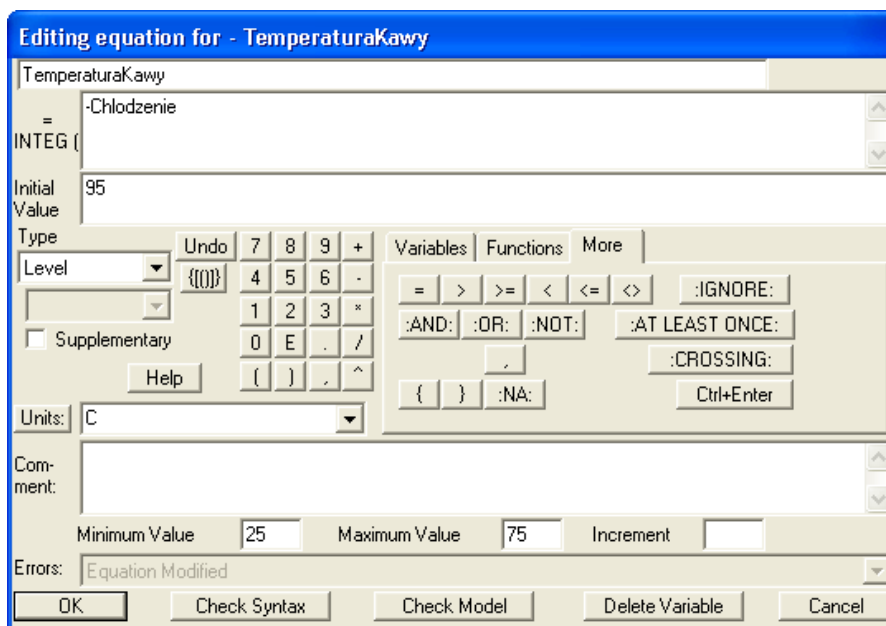 Editing equation for - TemperaturaKawy
TemperaturaKawy
= INTEG (
-Chlodzenie
Initial Value
95
Type
Undo 7 8 9 +
Variables Functions More
Level
{[()]} 4 5 6 -
= > >= < <= <> :IGNORE:
1 2 3 *
:AND: :OR: :NOT: :AT LEAST ONCE:
Supplementary
0 E . /
, :CROSSING:
Help
( ) , ^
{ } :NA: Ctrl+Enter
Units: C
Com-
ment:
Minimum Value 25 Maximum Value 75 Increment
Errors: Equation Modified
OK Check Syntax Check Model Delete Variable Cancel